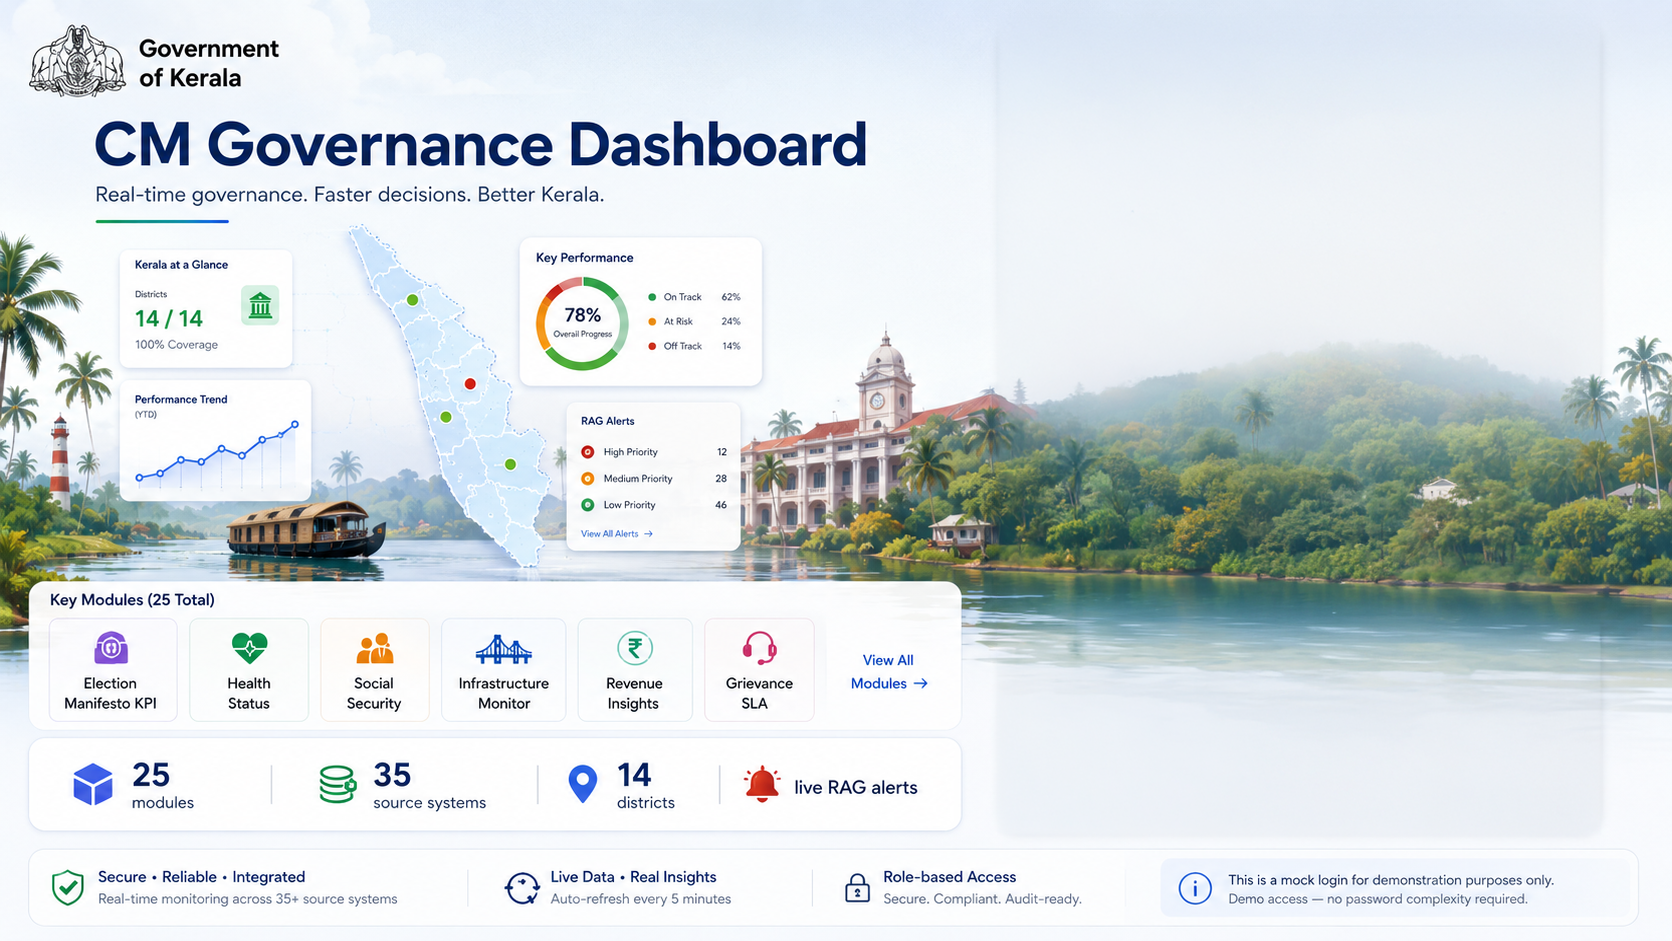 Government
of Kerala
CM Governance Dashboard
Real-time governance. Faster decisions. Better Kerala.
Kerala at a Glance
Districts
14 / 14
100% Coverage
Performance Trend
(YTD)
Key Performance
78%
Overall Progress
On Track 62%
At Risk 24%
Off Track 14%
RAG Alerts
High Priority 12
Medium Priority 28
Low Priority 46
View All Alerts →
Key Modules (25 Total)
Election
Manifesto KPI
Health
Status
Social
Security
Infrastructure
Monitor
₹
Revenue
Insights
Grievance
SLA
View All
Modules →
25
modules
35
source systems
14
districts
live RAG alerts
Secure • Reliable • Integrated
Real-time monitoring across 35+ source systems
Live Data • Real Insights
Auto-refresh every 5 minutes
Role-based Access
Secure. Compliant. Audit-ready.
This is a mock login for demonstration purposes only.
Demo access — no password complexity required.